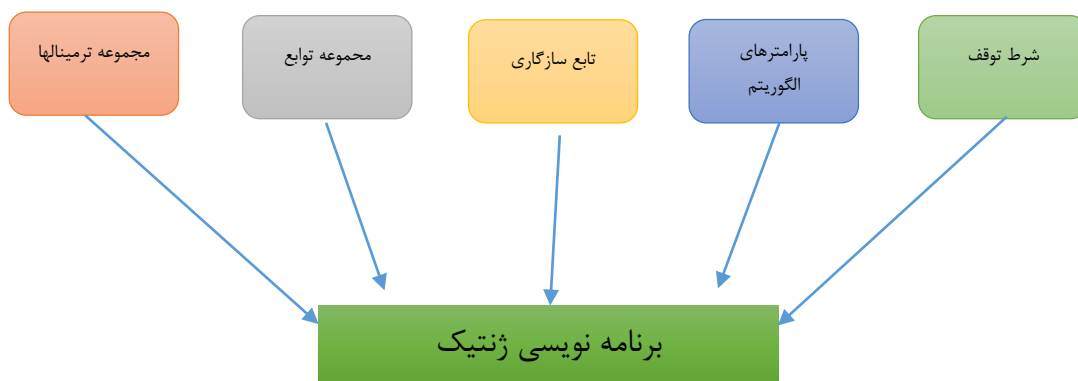 شرط توقف
پارامترهای
الگوریتم
تابع سازگاری
محموعه توابع
مجموعه ترمینالها
برنامه نویسی ژنتیک